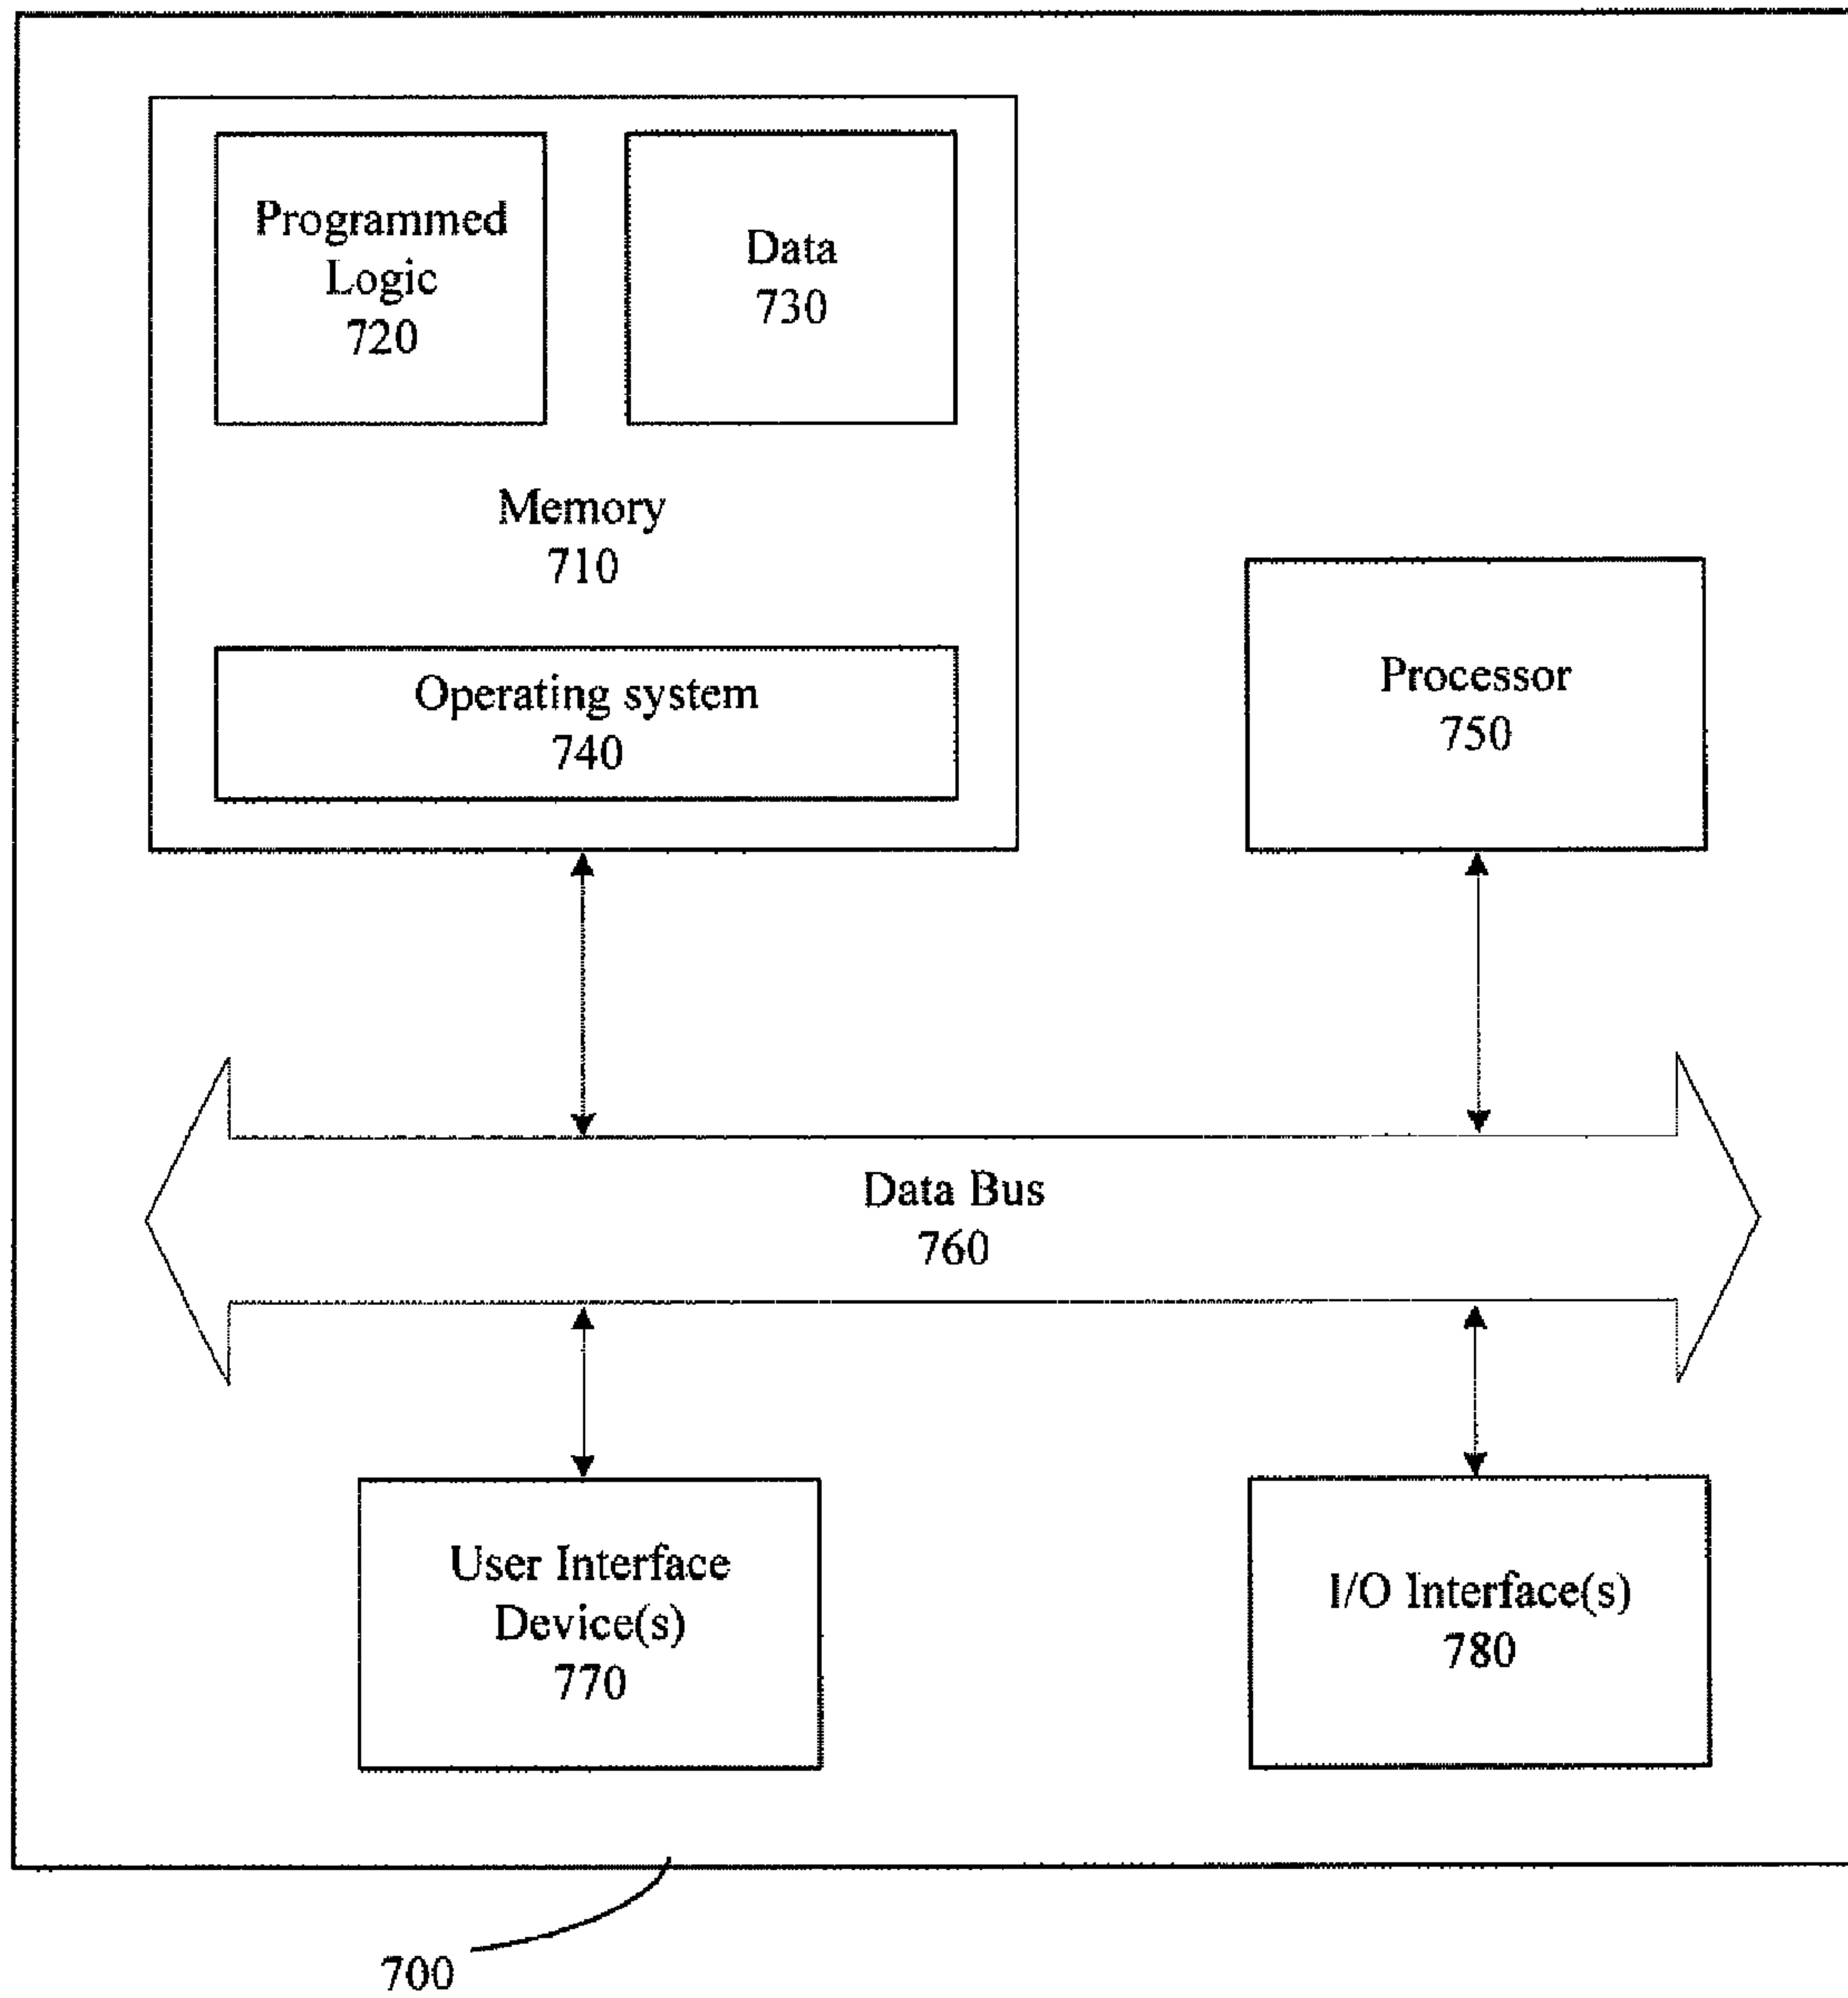 Programmed
Logic
720
Data
730
Memory
710
Operating system
740
Processor
750
Data Bus
760
User Interface
Device(s)
770
I/O Interface(s)
780
700